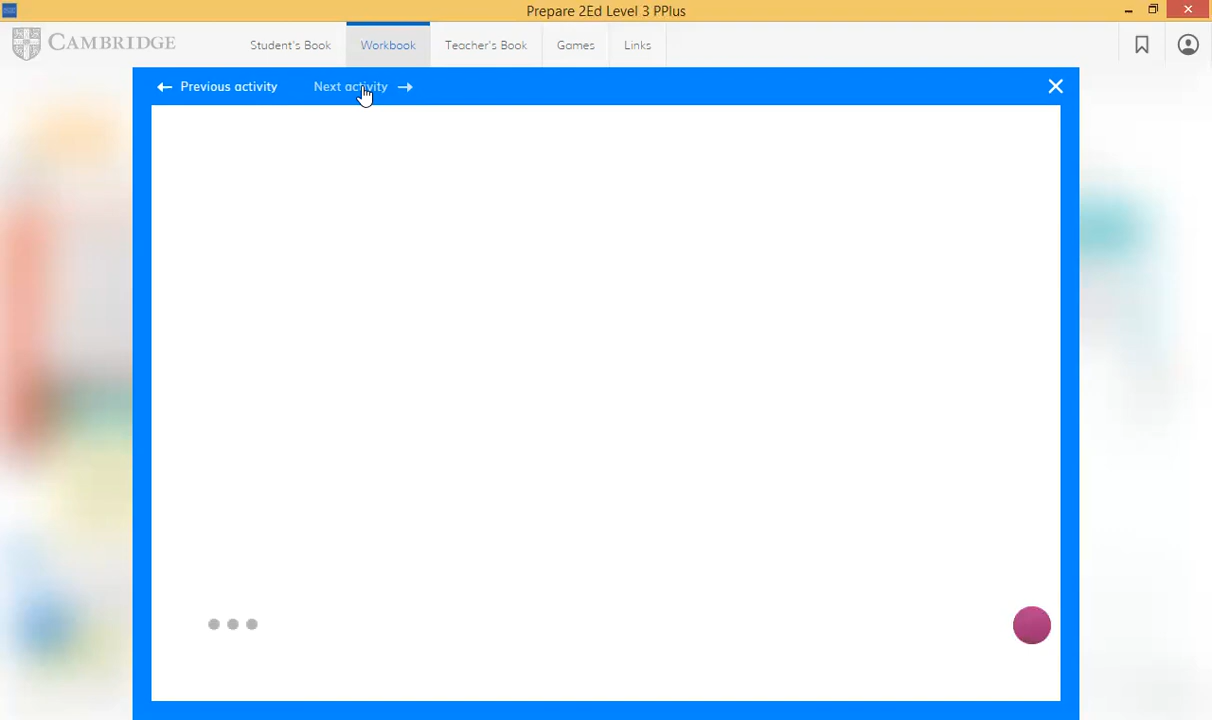 Prepare 2Ed Level 3 PPlus
CAMBRIDGE
Student's Book
Workbook
Teacher's Book
Games
Links
Previous activity
Next activity